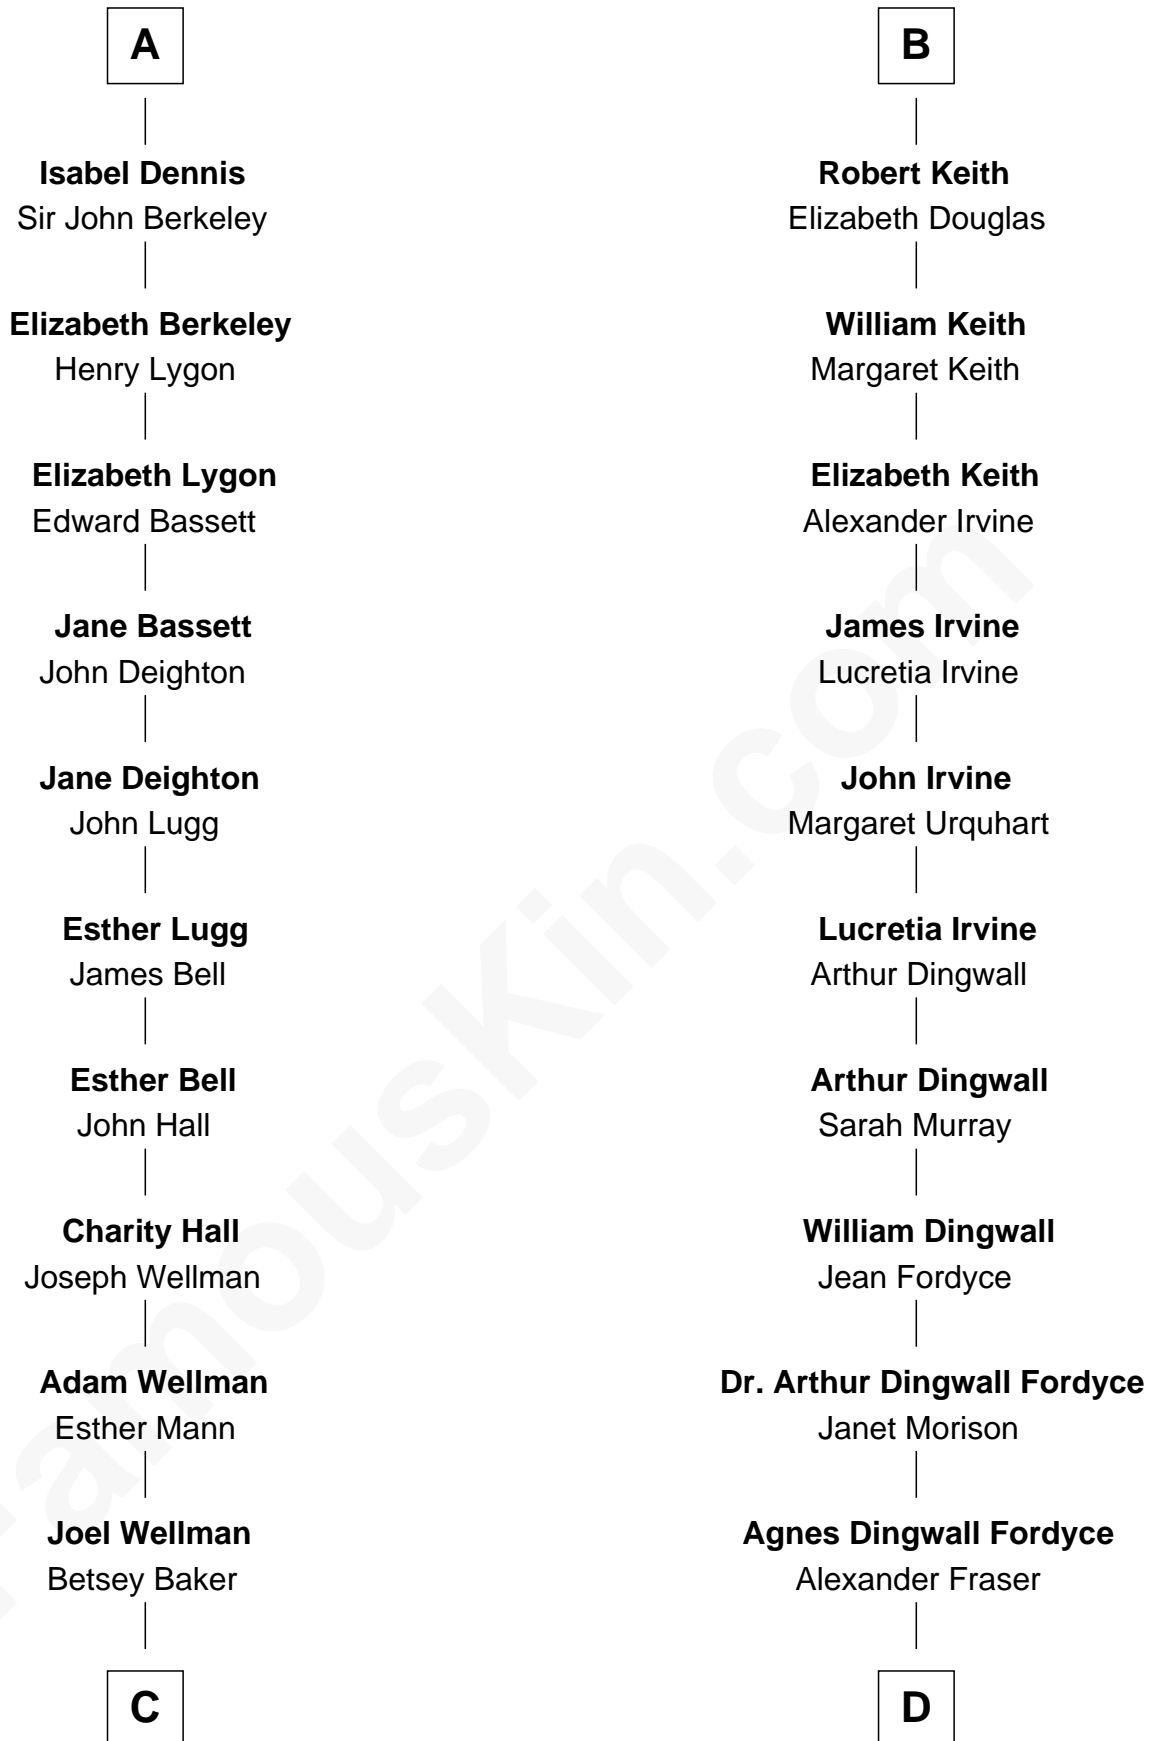 A
Isabel Dennis
Sir John Berkeley
Elizabeth Berkeley
Henry Lygon
Elizabeth Lygon
Edward Bassett
Jane Bassett
John Deighton
Jane Deighton
John Lugg
Esther Lugg
James Bell
Esther Bell
John Hall
Charity Hall
Joseph Wellman
Adam Wellman
Esther Mann
Joel Wellman
Betsey Baker
C
B
Robert Keith
Elizabeth Douglas
William Keith
Margaret Keith
Elizabeth Keith
Alexander Irvine
James Irvine
Lucretia Irvine
John Irvine
Margaret Urquhart
Lucretia Irvine
Arthur Dingwall
Arthur Dingwall
Sarah Murray
William Dingwall
Jean Fordyce
Dr. Arthur Dingwall Fordyce
Janet Morison
Agnes Dingwall Fordyce
Alexander Fraser
D
FamousKin.com